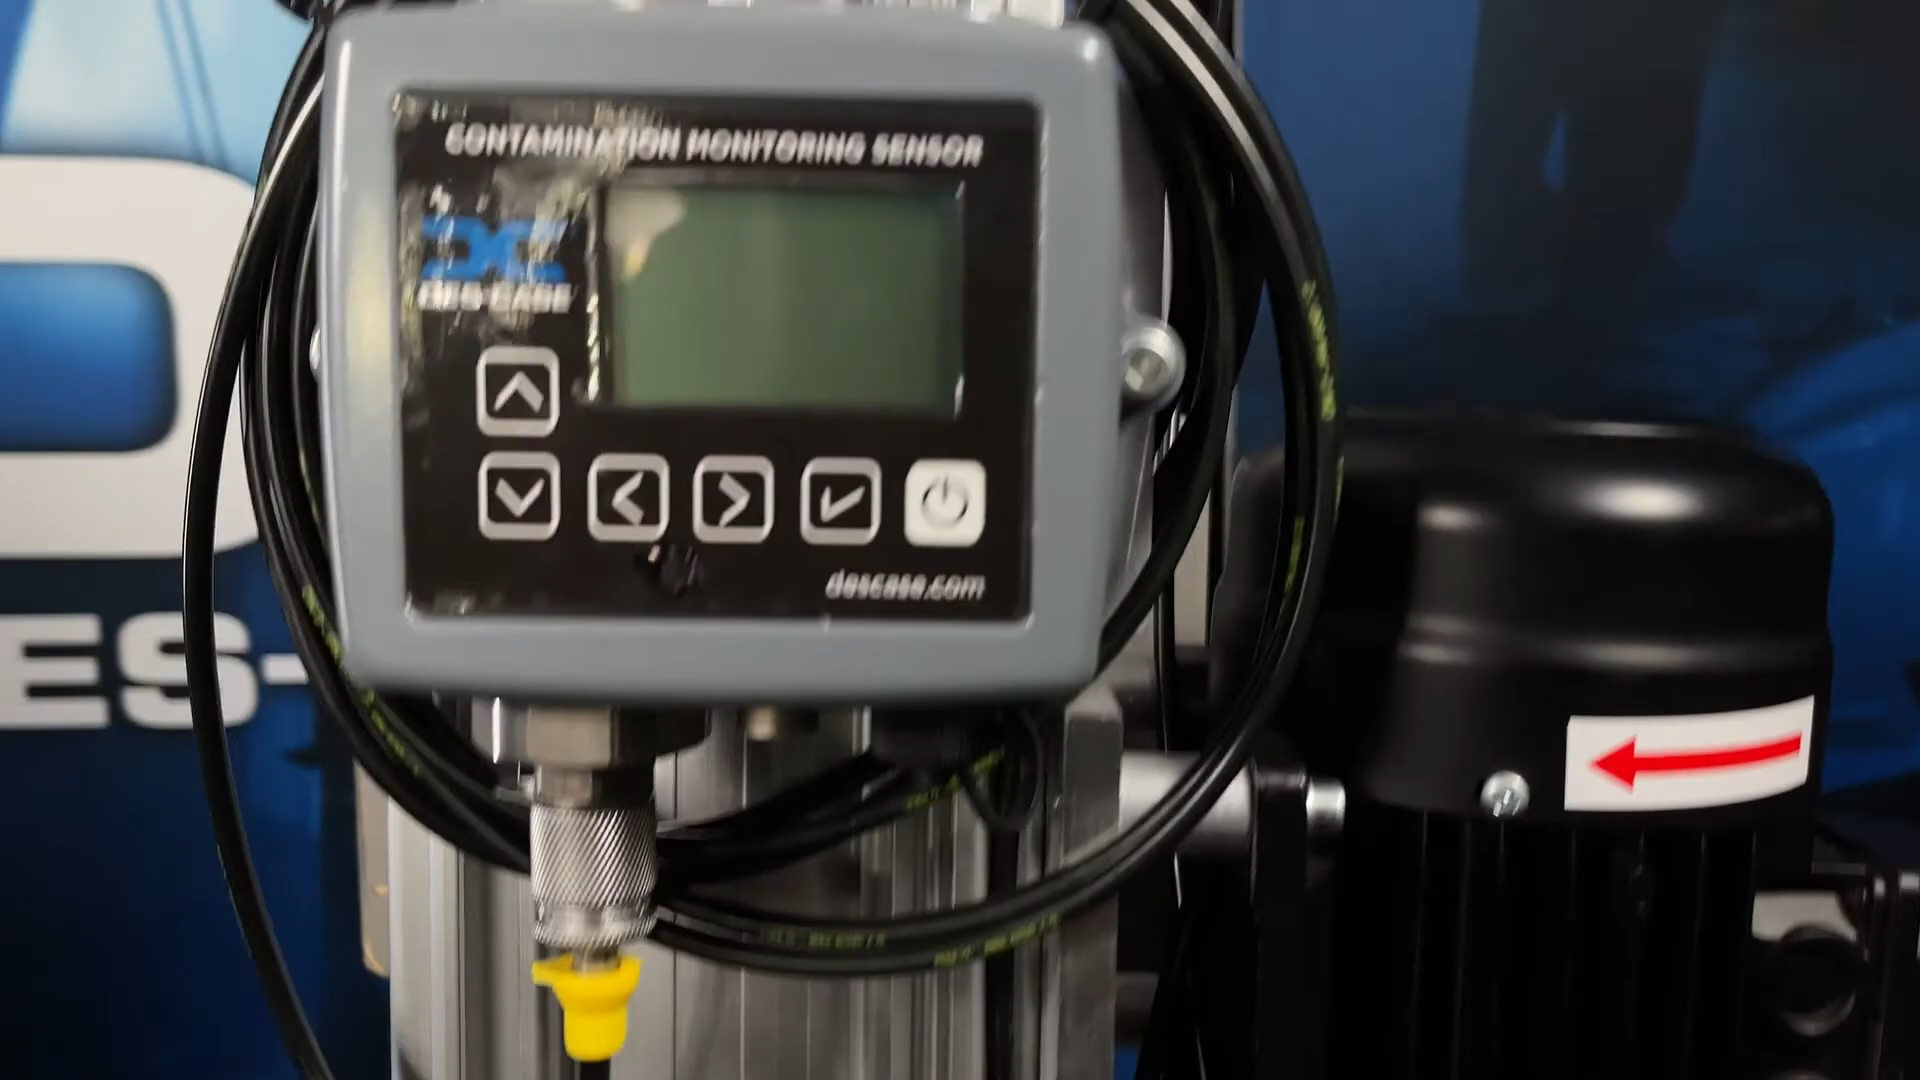 CONTAMINATION MONITORING SENSOR
DES-CASE
descase.com
ES-